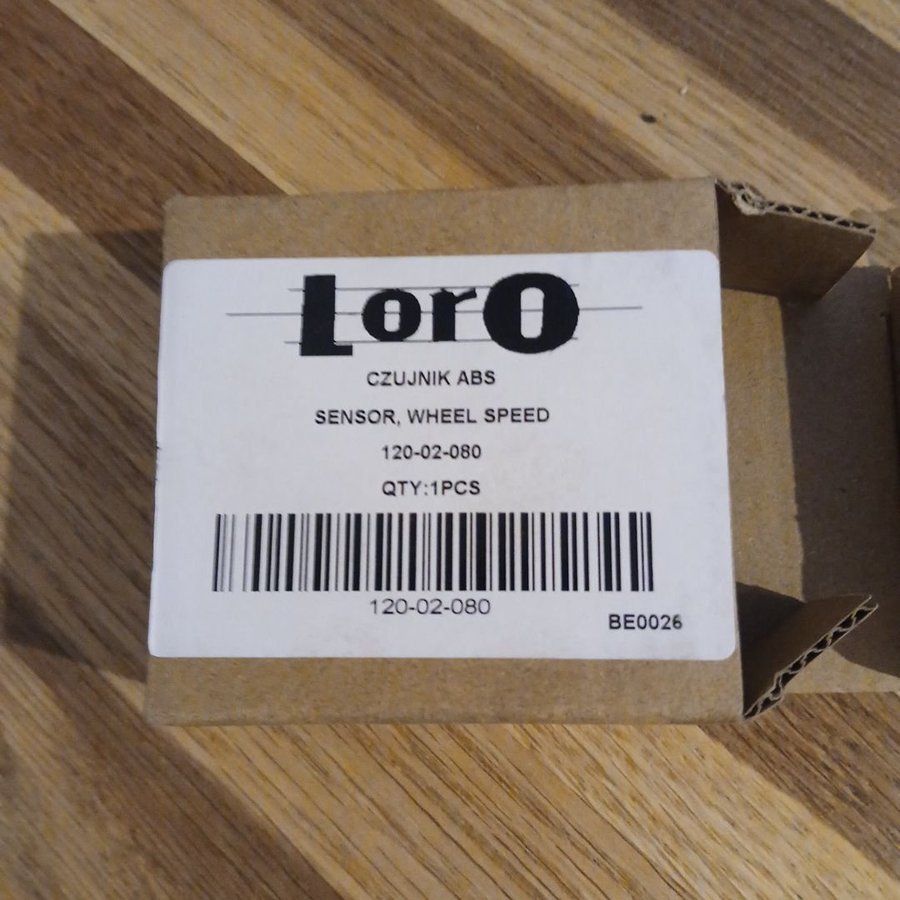 LorO
CZUJNIK ABS
SENSOR, WHEEL SPEED
120-02-080
QTY:1PCS
120-02-080
BE0026